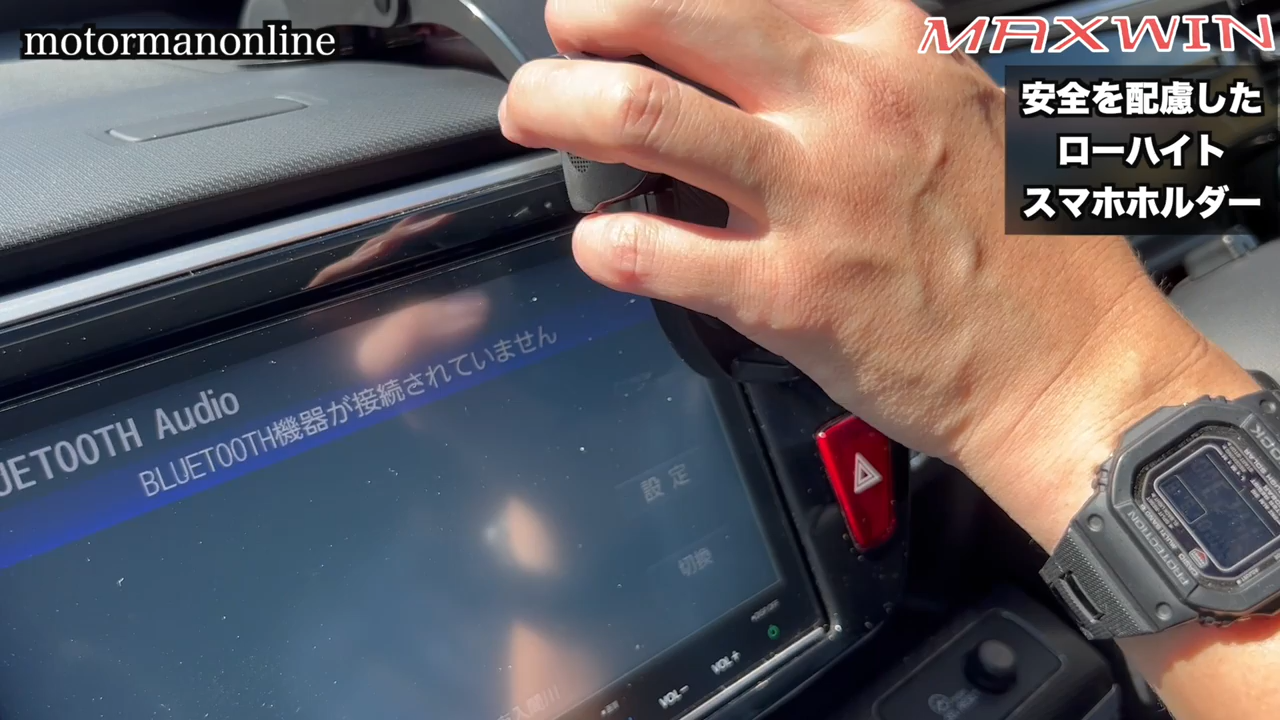 motormanonline
MAXWIN
安全を配慮した
ローハイト
スマホホルダー
UETOOTH Audio
BLUETOOTH機器が接続されていません
設定
切換
VOL-
VOL+
PROTECTION